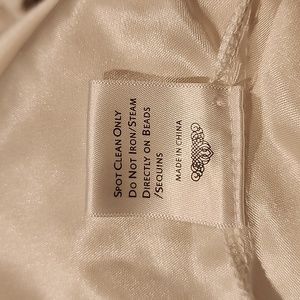 SPOT CLEAN ONLY
DO NOT IRON/STEAM
DIRECTLY ON BEADS
/SEQUINS
MADE IN CHINA